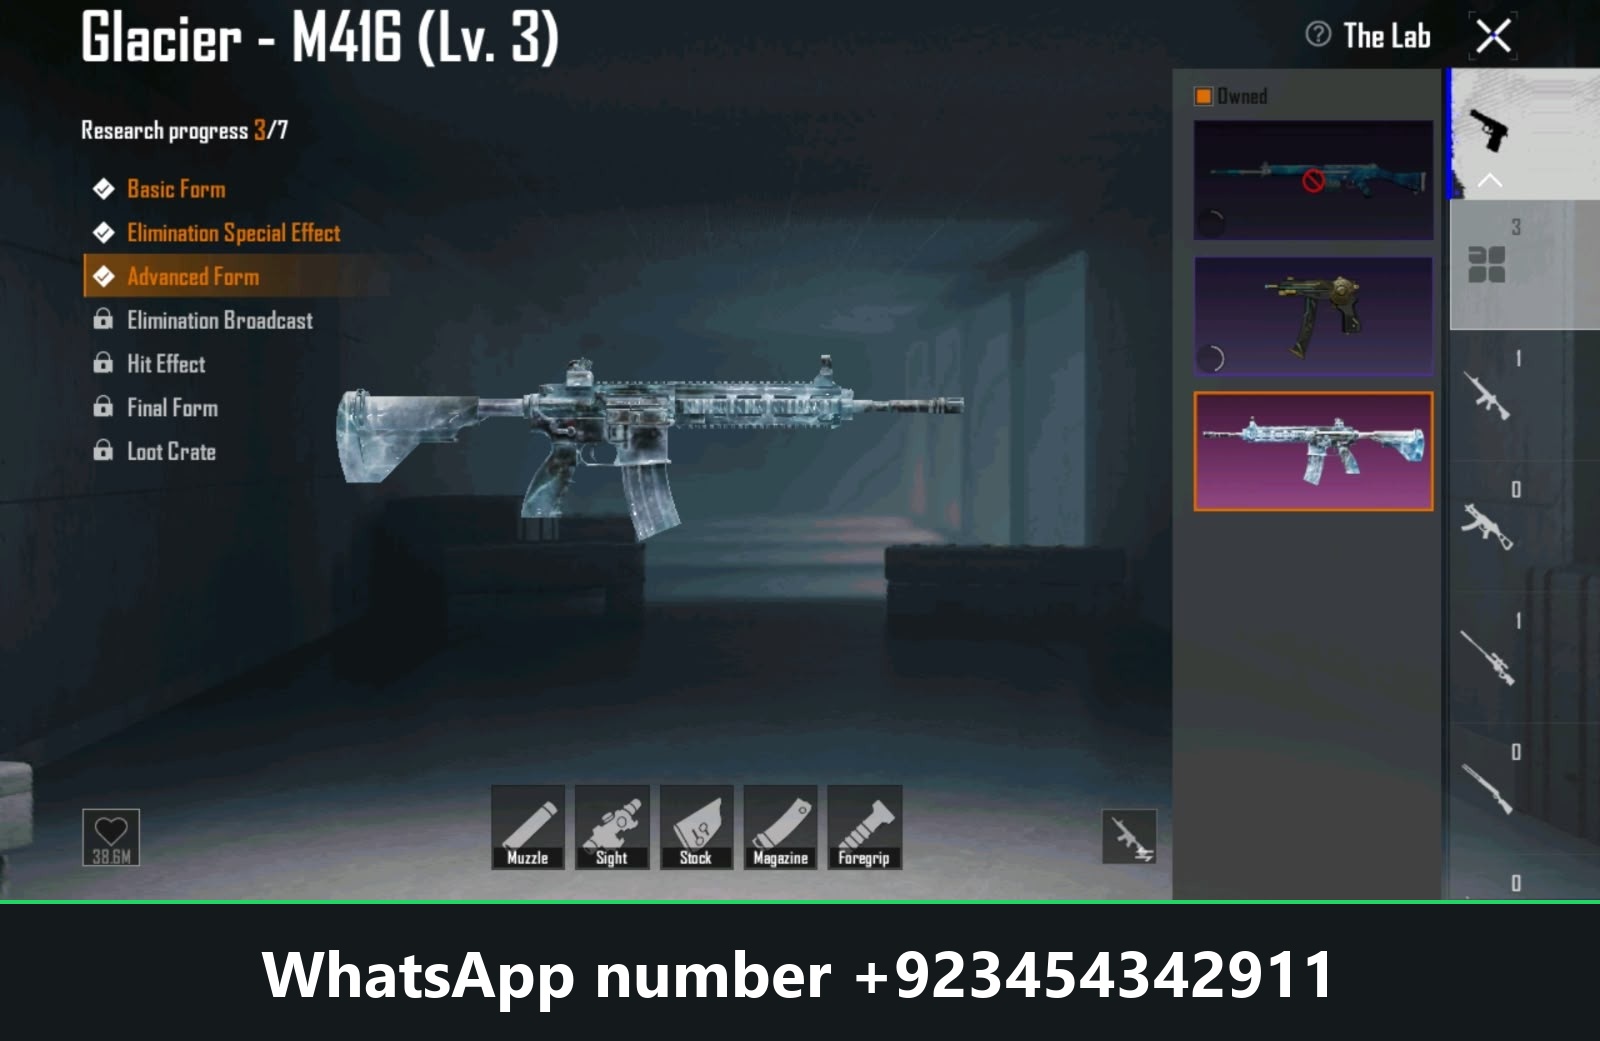 Glacier - M416 (Lv. 3)
The Lab
Research progress 3/7
Basic Form
Elimination Special Effect
Advanced Form
Elimination Broadcast
Hit Effect
Final Form
Loot Crate
Owned
3
1
0
1
0
0
38.6M
Muzzle
Sight
Stock
Magazine
Foregrip
WhatsApp number +923454342911